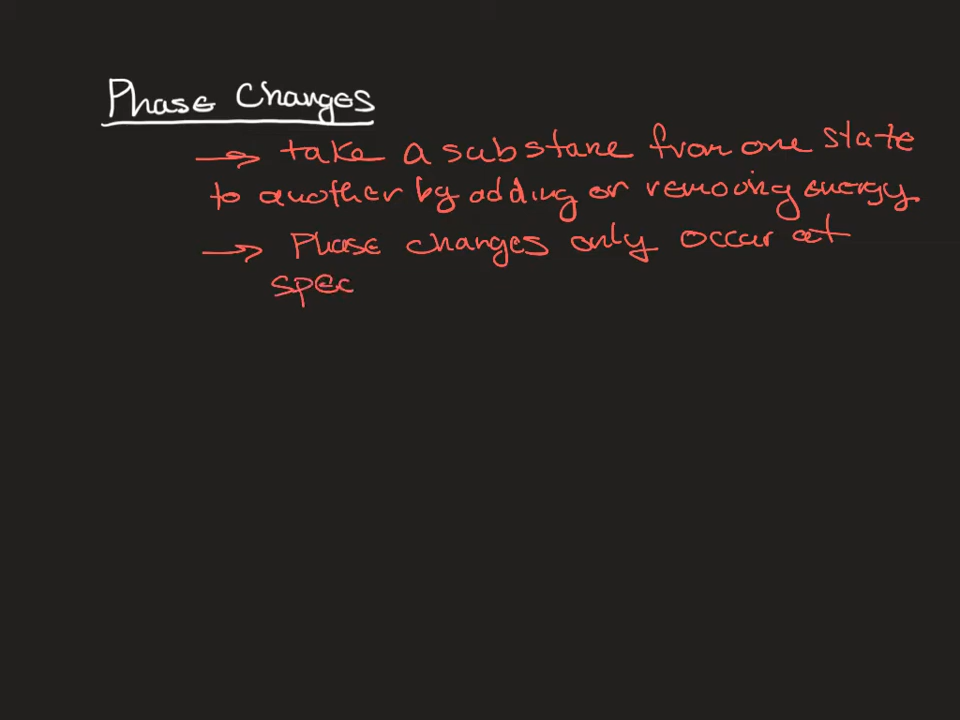 Phase Changes
→ take a substane from one state
to another by adding or removing energy
→ Phase changes only occur at
spec